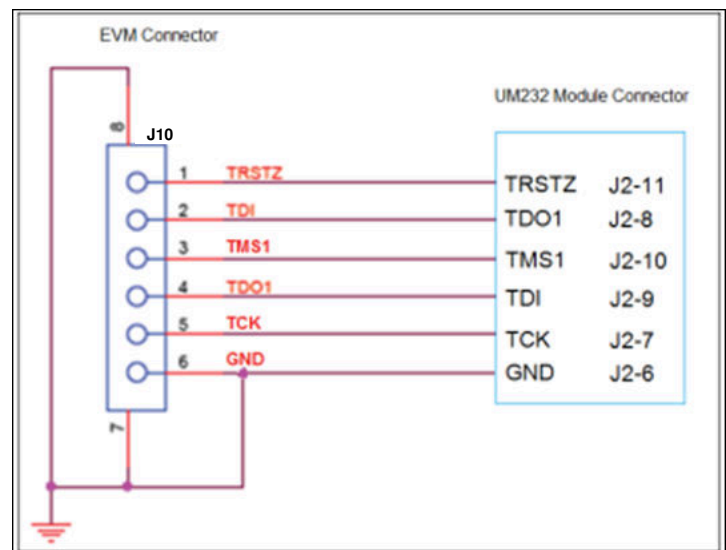 EVM Connector
UM232 Module Connector
8
J10
1 TRSTZ TRSTZ J2-11
2 TDI TDO1 J2-8
3 TMS1 TMS1 J2-10
4 TDO1 TDI J2-9
5 TCK TCK J2-7
6 GND GND J2-6
7